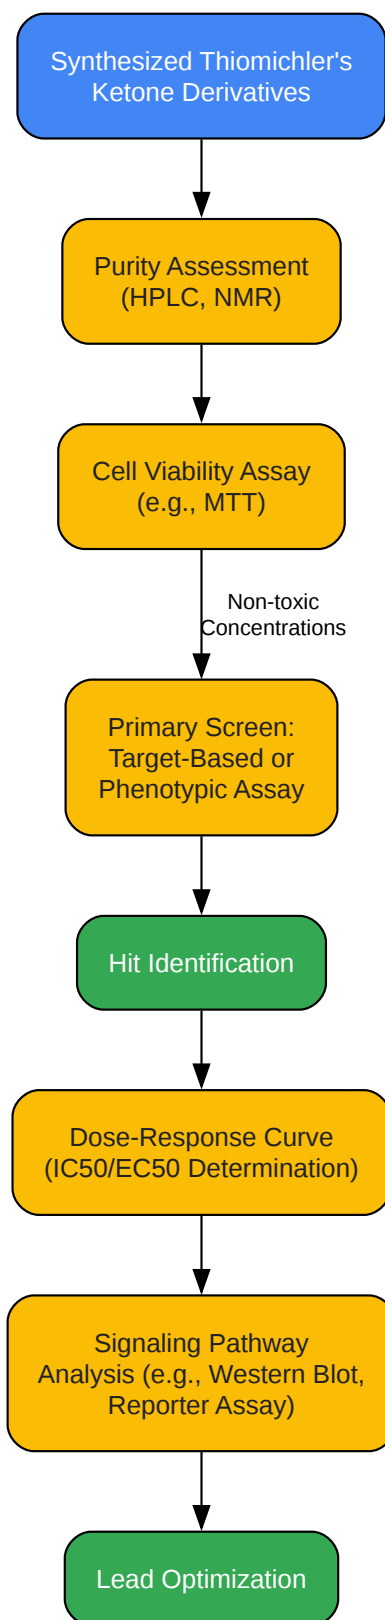 Synthesized Thiomichler's
Ketone Derivatives
Purity Assessment
(HPLC, NMR)
Cell Viability Assay
(e.g., MTT)
Non-toxic
Concentrations
Primary Screen:
Target-Based or
Phenotypic Assay
Hit Identification
Dose-Response Curve
(IC50/EC50 Determination)
Signaling Pathway
Analysis (e.g., Western Blot,
Reporter Assay)
Lead Optimization